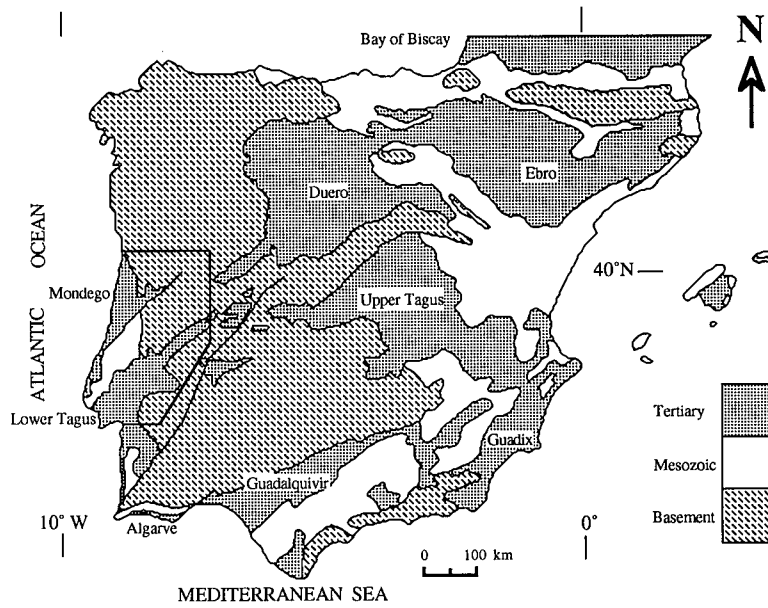 Bay of Biscay
N
Ebro
Duero
ATLANTIC OCEAN
40°N
Mondego
Upper Tagus
Tertiary
Lower Tagus
Guadix
Mesozoic
Guadalquivir
10° W
Algarve
0°
Basement
0 100 km
MEDITERRANEAN SEA